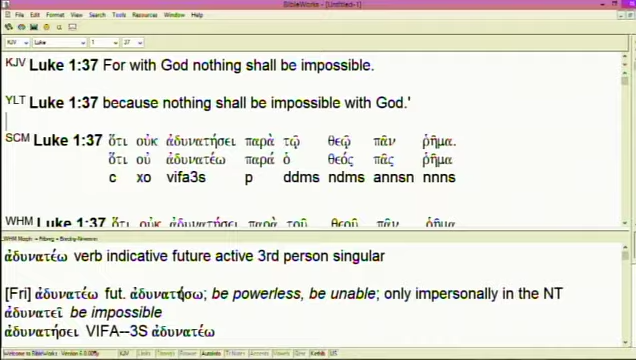 BibleWorks - [Untitled-1]
File Edit Format View Search Tools Resources Window Help
KJV Luke 1 37
KJV Luke 1:37 For with God nothing shall be impossible.
YLT Luke 1:37 because nothing shall be impossible with God.'
SCM Luke 1:37 ὅτι οὐκ ἀδυνατήσει παρὰ τῷ θεῷ πᾶν ῥῆμα.
ὅτι οὐ ἀδυνατέω παρά ὁ θεός πᾶς ῥῆμα
c xo vifa3s p ddms ndms annsn nnns
WHM Luke 1:37 ὅτι οὐκ ἀδυνατήσει παρὰ τοῦ θεοῦ πᾶν ῥῆμα.
ἀδυνατέω verb indicative future active 3rd person singular
[Fri] ἀδυνατέω fut. ἀδυνατήσω; be powerless, be unable; only impersonally in the NT
ἀδυνατεῖ be impossible
ἀδυνατήσει VIFA--3S ἀδυνατέω
Welcome to BibleWorks KJV